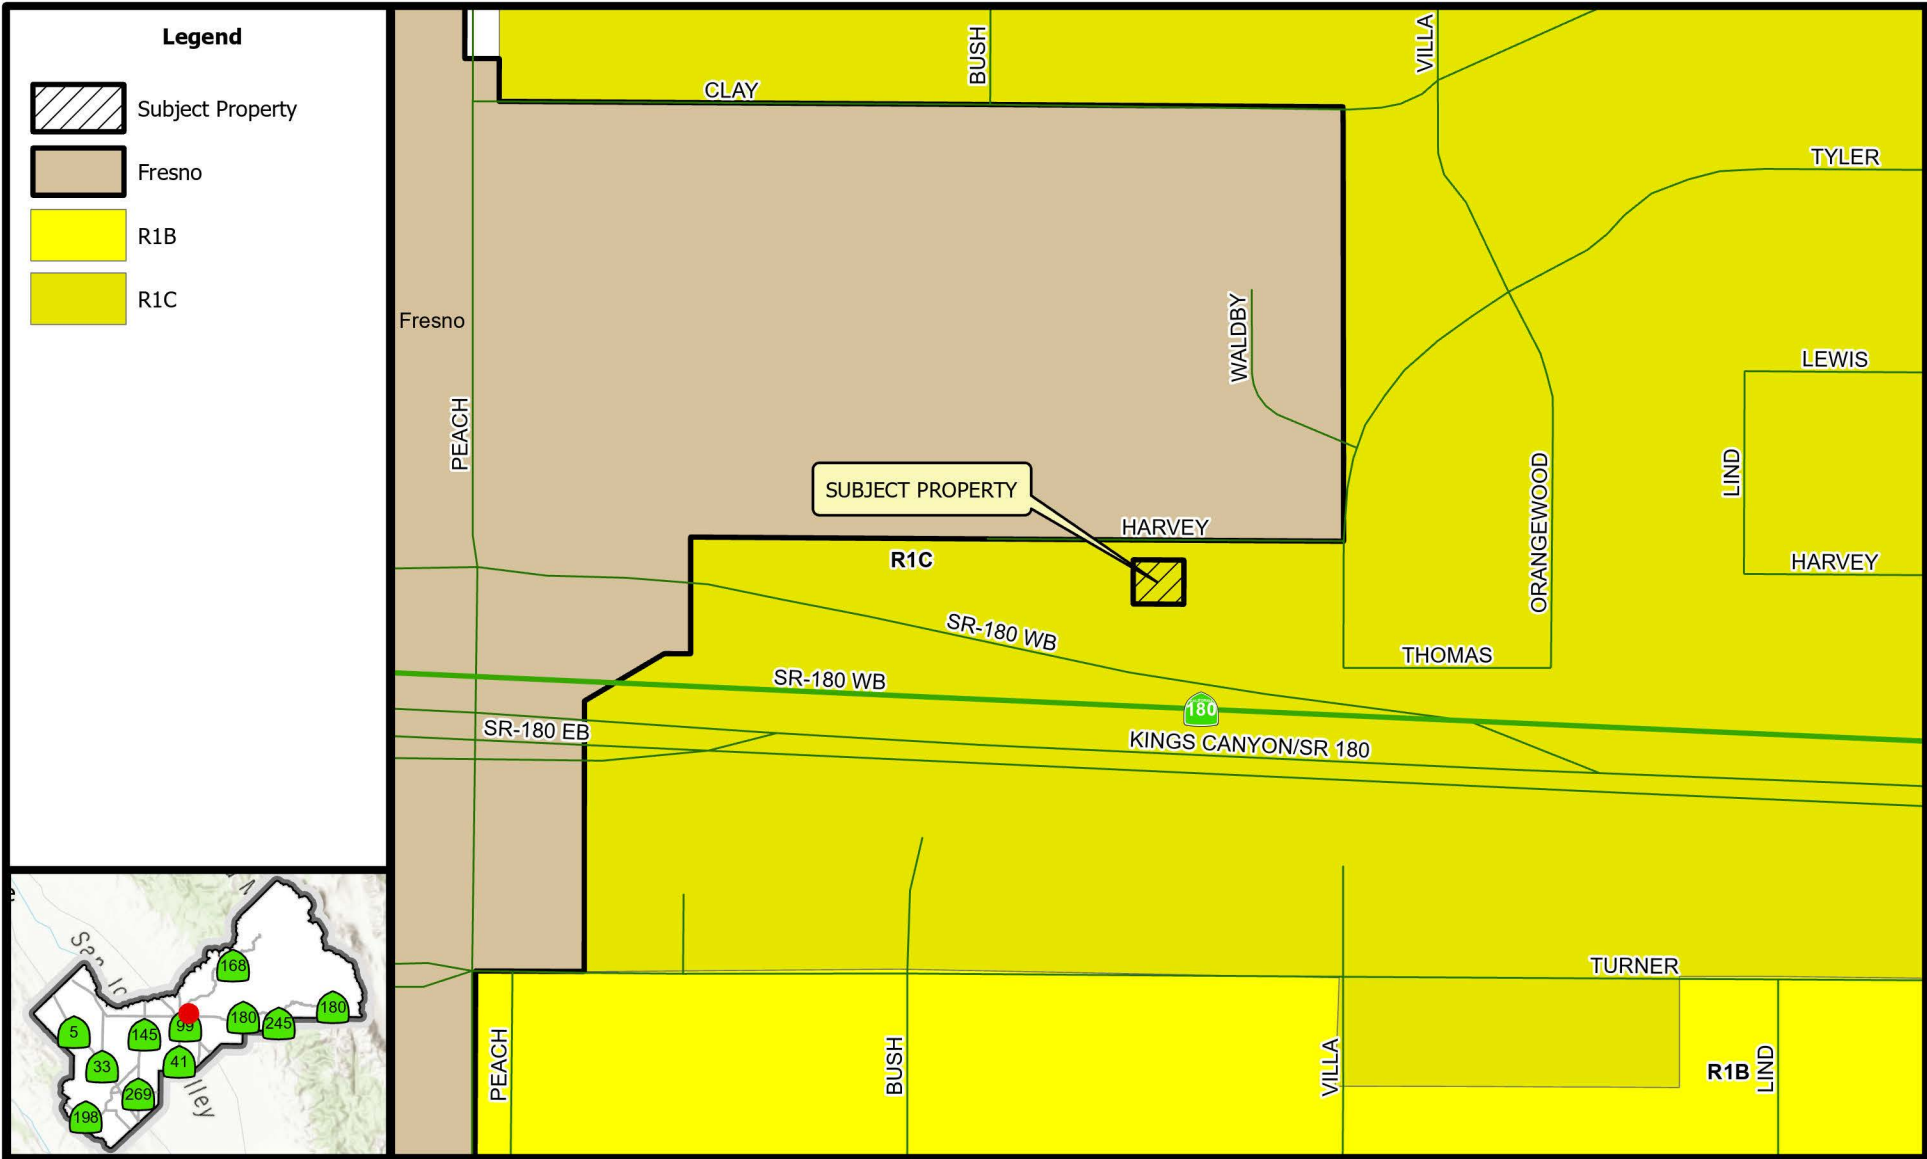 Legend
Subject Property
Fresno
R1B
R1C
BUSH
VILLA
CLAY
TYLER
Fresno
WALDBY
LEWIS
PEACH
LIND
ORANGEWOOD
SUBJECT PROPERTY
HARVEY
R1C
HARVEY
SR-180 WB
THOMAS
SR-180 WB
180
SR-180 EB
KINGS CANYON/SR 180
TURNER
PEACH
BUSH
VILLA
R1B
LIND
168
180
180
245
5
145
99
33
41
269
198
lley